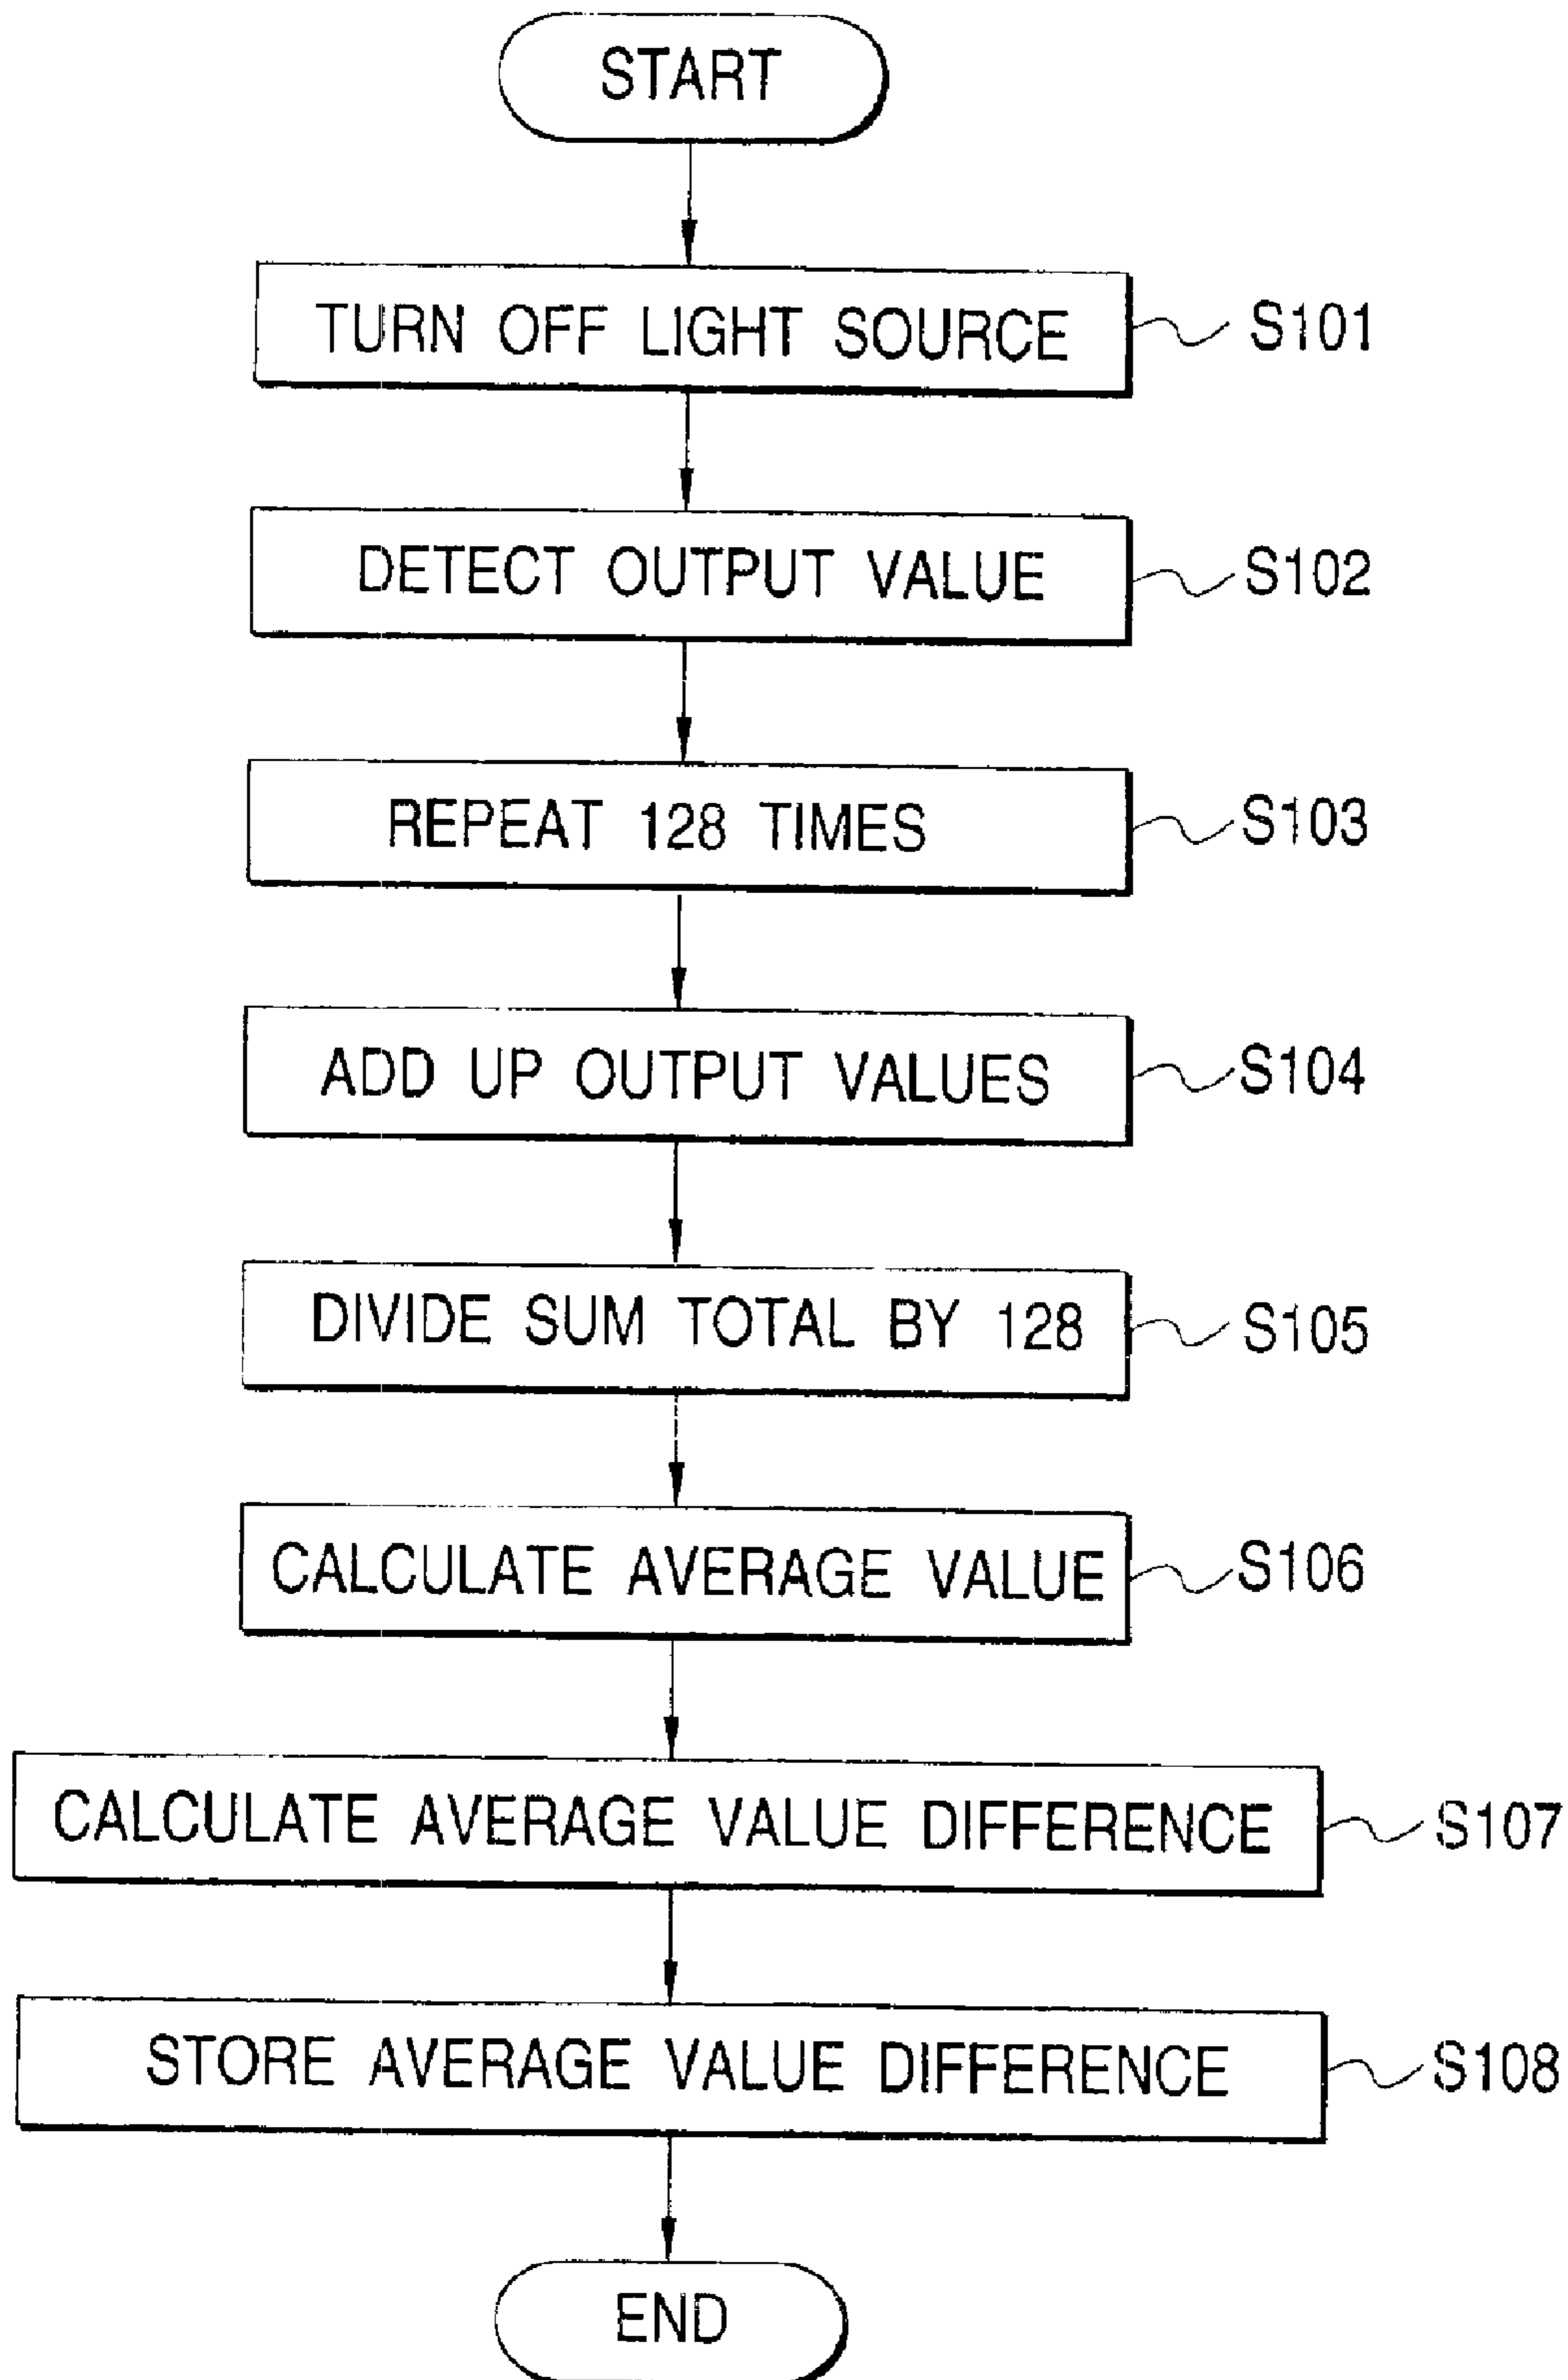 START
TURN OFF LIGHT SOURCE S101
DETECT OUTPUT VALUE S102
REPEAT 128 TIMES S103
ADD UP OUTPUT VALUES S104
DIVIDE SUM TOTAL BY 128 S105
CALCULATE AVERAGE VALUE S106
CALCULATE AVERAGE VALUE DIFFERENCE S107
STORE AVERAGE VALUE DIFFERENCE S108
END